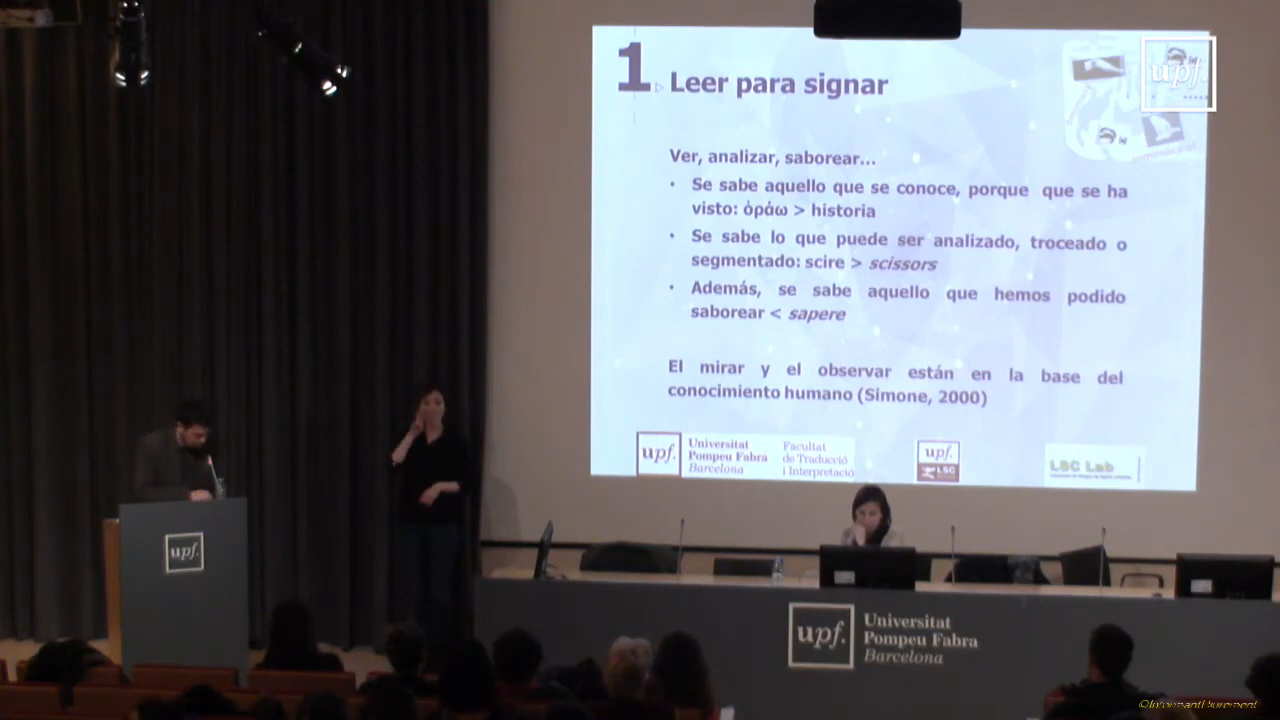 1 Leer para signar
upf.
Ver, analizar, saborear...
• Se sabe aquello que se conoce, porque que se ha
visto: ὁράω > historia
• Se sabe lo que puede ser analizado, troceado o
segmentado: scire > scissors
• Además, se sabe aquello que hemos podido
saborear < sapere
El mirar y el observar están en la base del
conocimiento humano (Simone, 2000)
upf. Universitat
Pompeu Fabra
Barcelona
Facultat
de Traducció
i Interpretació
upf.
LSC
LSC Lab
upf.
upf. Universitat
Pompeu Fabra
Barcelona